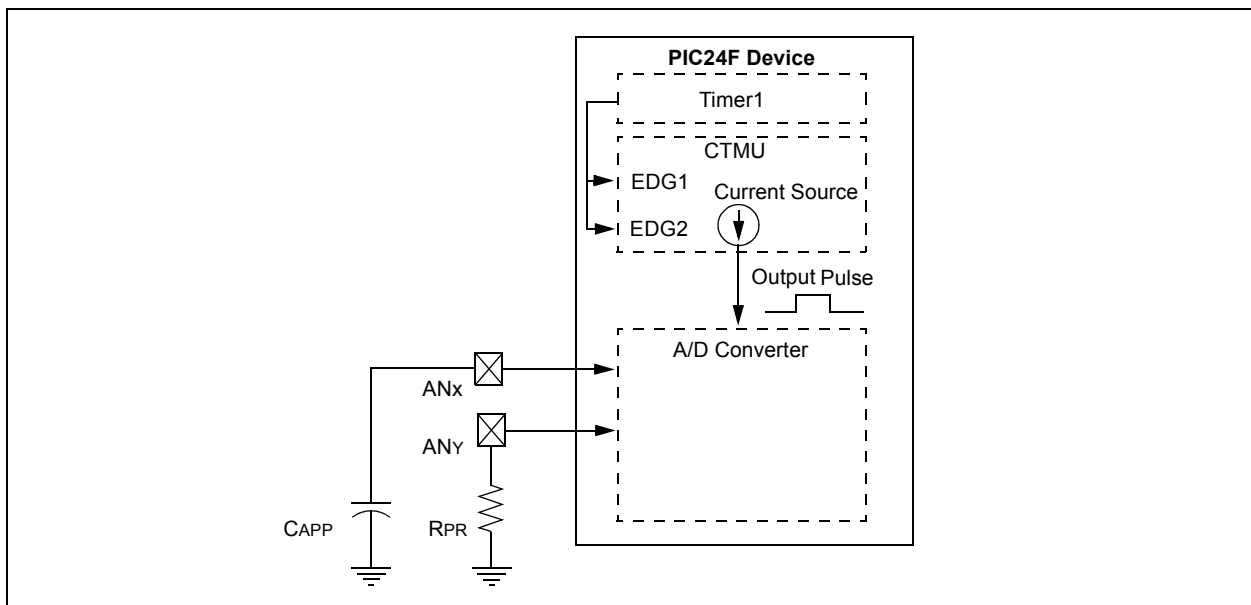 PIC24F Device
Timer1
CTMU
EDG1
Current Source
EDG2
Output Pulse
A/D Converter
ANX
ANY
CAPP
RPR